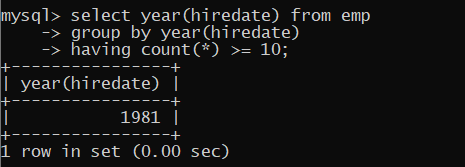 mysql> select year(hiredate) from emp
    -> group by year(hiredate)
    -> having count(*) >= 10;
+----------------+
| year(hiredate) |
+----------------+
|           1981 |
+----------------+
1 row in set (0.00 sec)